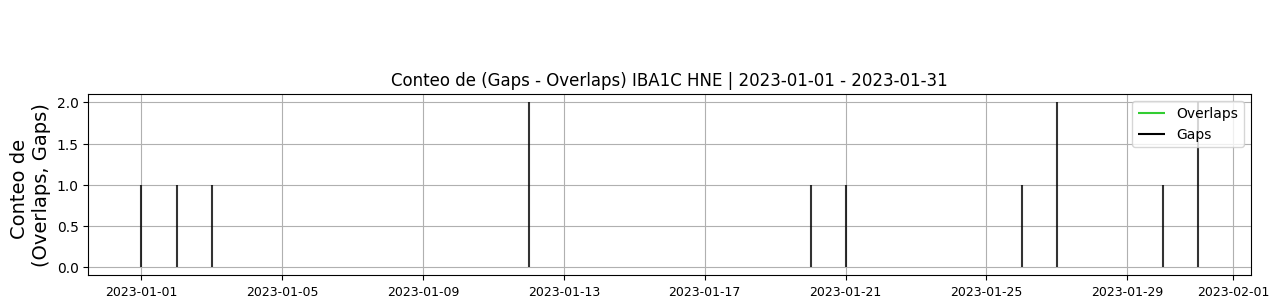 Conteo de (Gaps - Overlaps) IBA1C HNE | 2023-01-01 - 2023-01-31
Conteo de
(Overlaps, Gaps)
2.0
1.5
1.0
0.5
0.0
Overlaps
Gaps
2023-01-01
2023-01-05
2023-01-09
2023-01-13
2023-01-17
2023-01-21
2023-01-25
2023-01-29
2023-02-01